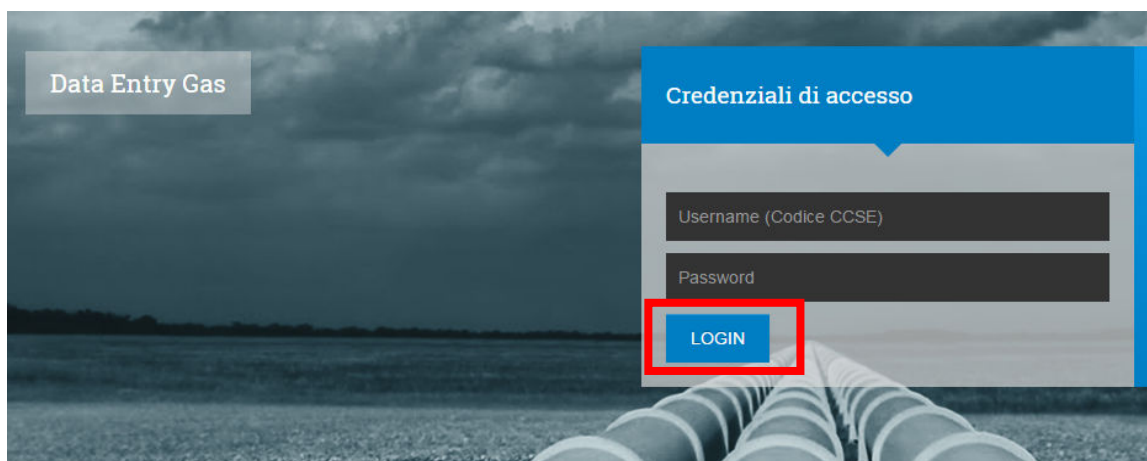 Data Entry Gas
Credenziali di accesso
Username (Codice CCSE)
Password
LOGIN